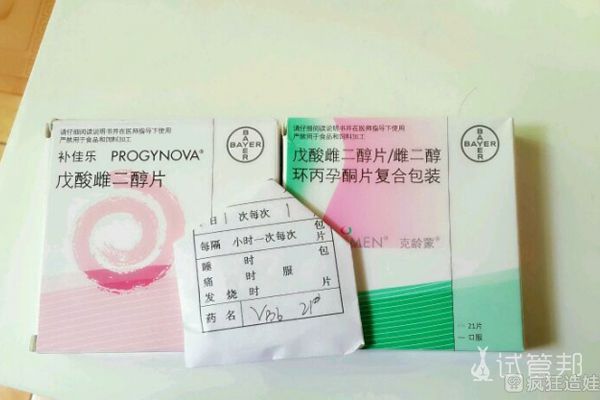 请仔细阅读说明书并在医师指导下使用
严禁用于食品和饲料加工
补佳乐 PROGYNOVA®
戊酸雌二醇片
BAYER
BAYER
请仔细阅读说明书并在医师指导下使用
严禁用于食品和饲料加工
戊酸雌二醇片/雌二醇
环丙孕酮片复合包装
BAYER
BAYER
MEN® 克龄蒙®
21片
口服
日 次每次 包
每隔 小时一次每次 片
睡 时 包
痛 时 服
发烧 时 片
药名 VB6 21#
试管邦
疯狂造娃